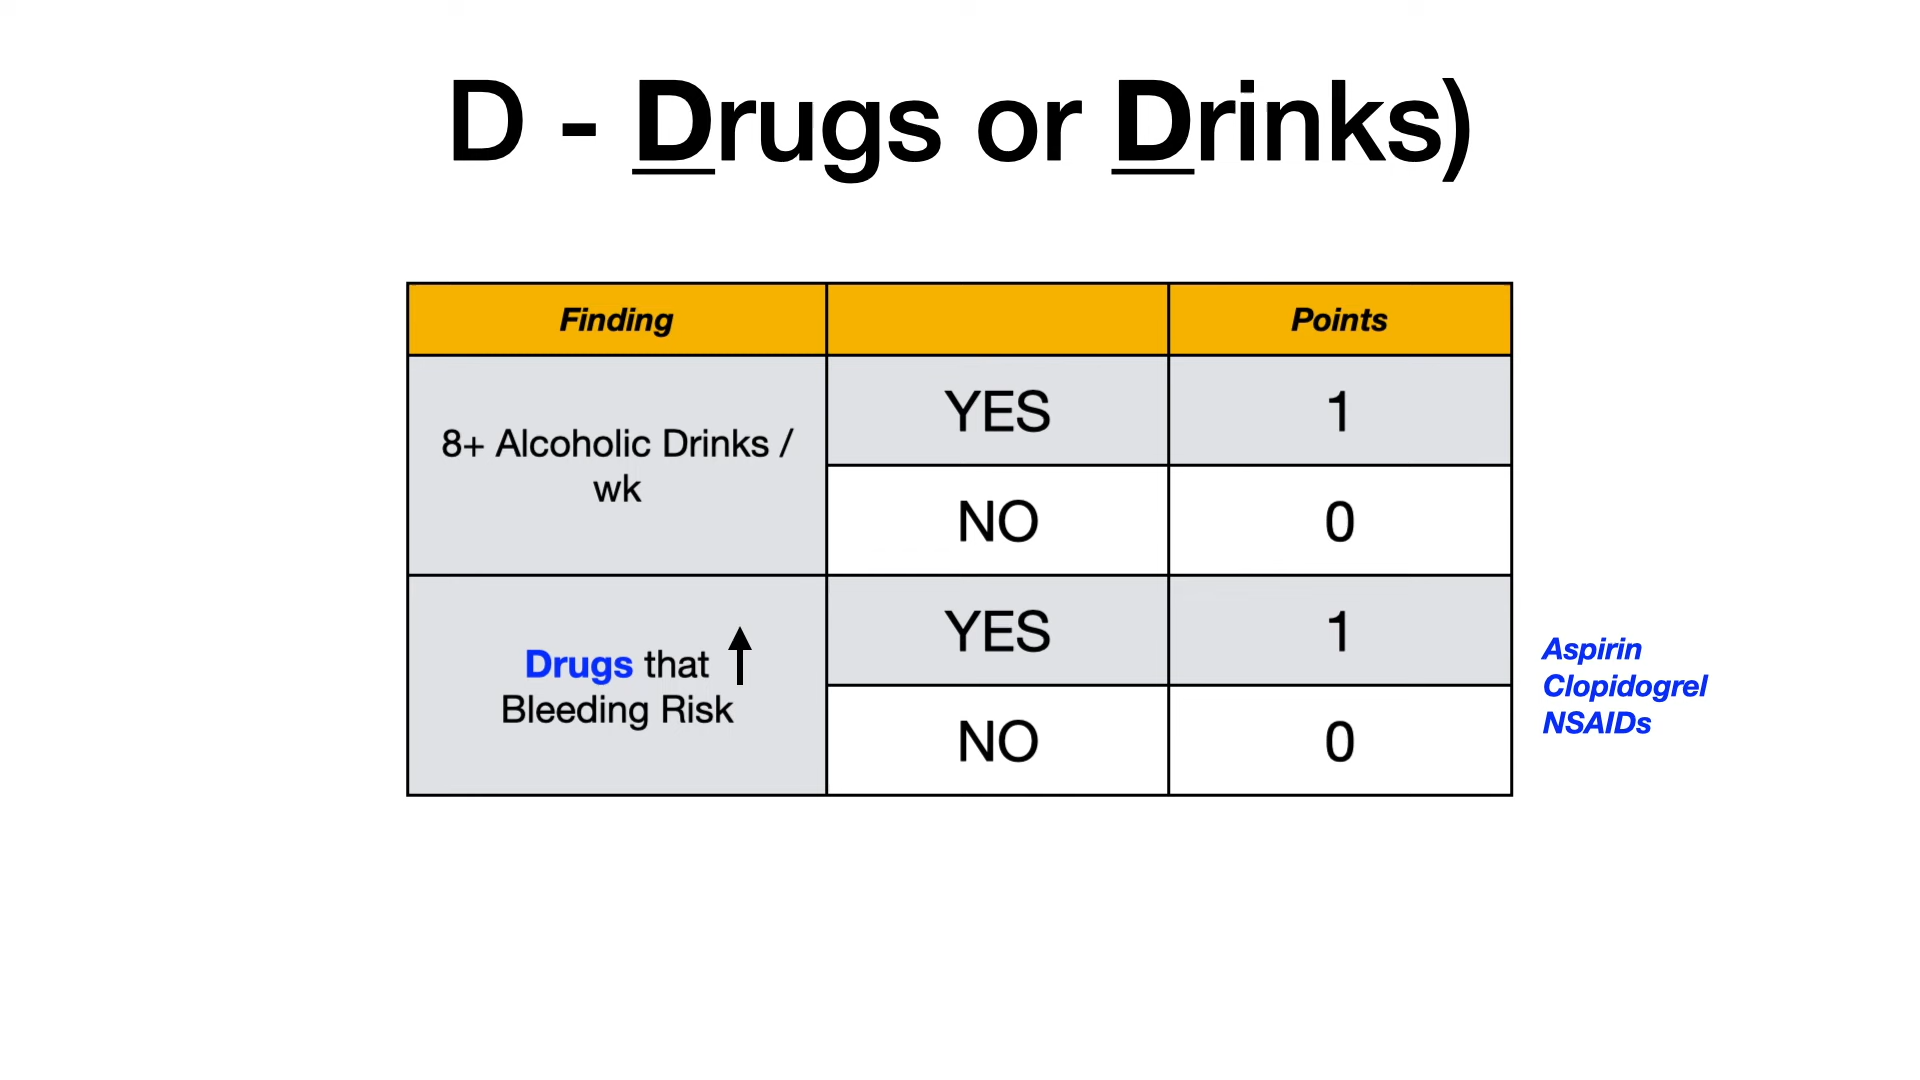 D - Drugs or Drinks)
Finding
Points
8+ Alcoholic Drinks /
wk
YES
1
NO
0
Drugs that
Bleeding Risk
YES
1
NO
0
Aspirin
Clopidogrel
NSAIDs